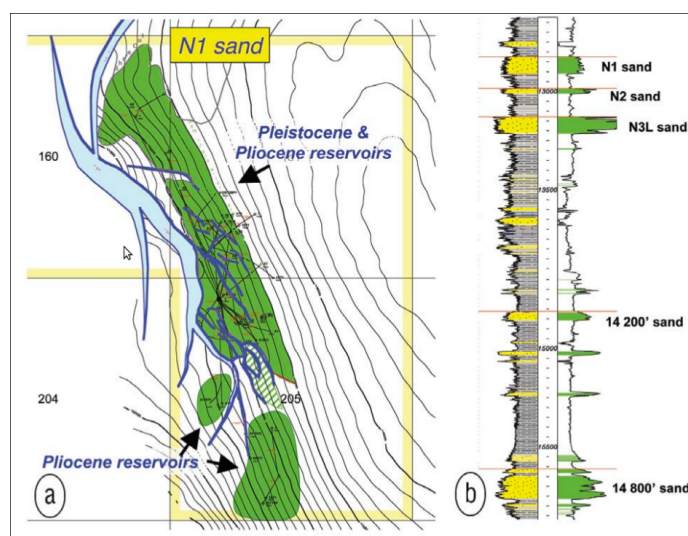 N1 sand
Pleistocene &
Pliocene reservoirs
160
204
205
Pliocene reservoirs
a
N1 sand
13000
N2 sand
N3L sand
13500
14 200' sand
15000
15500
14 800' sand
b